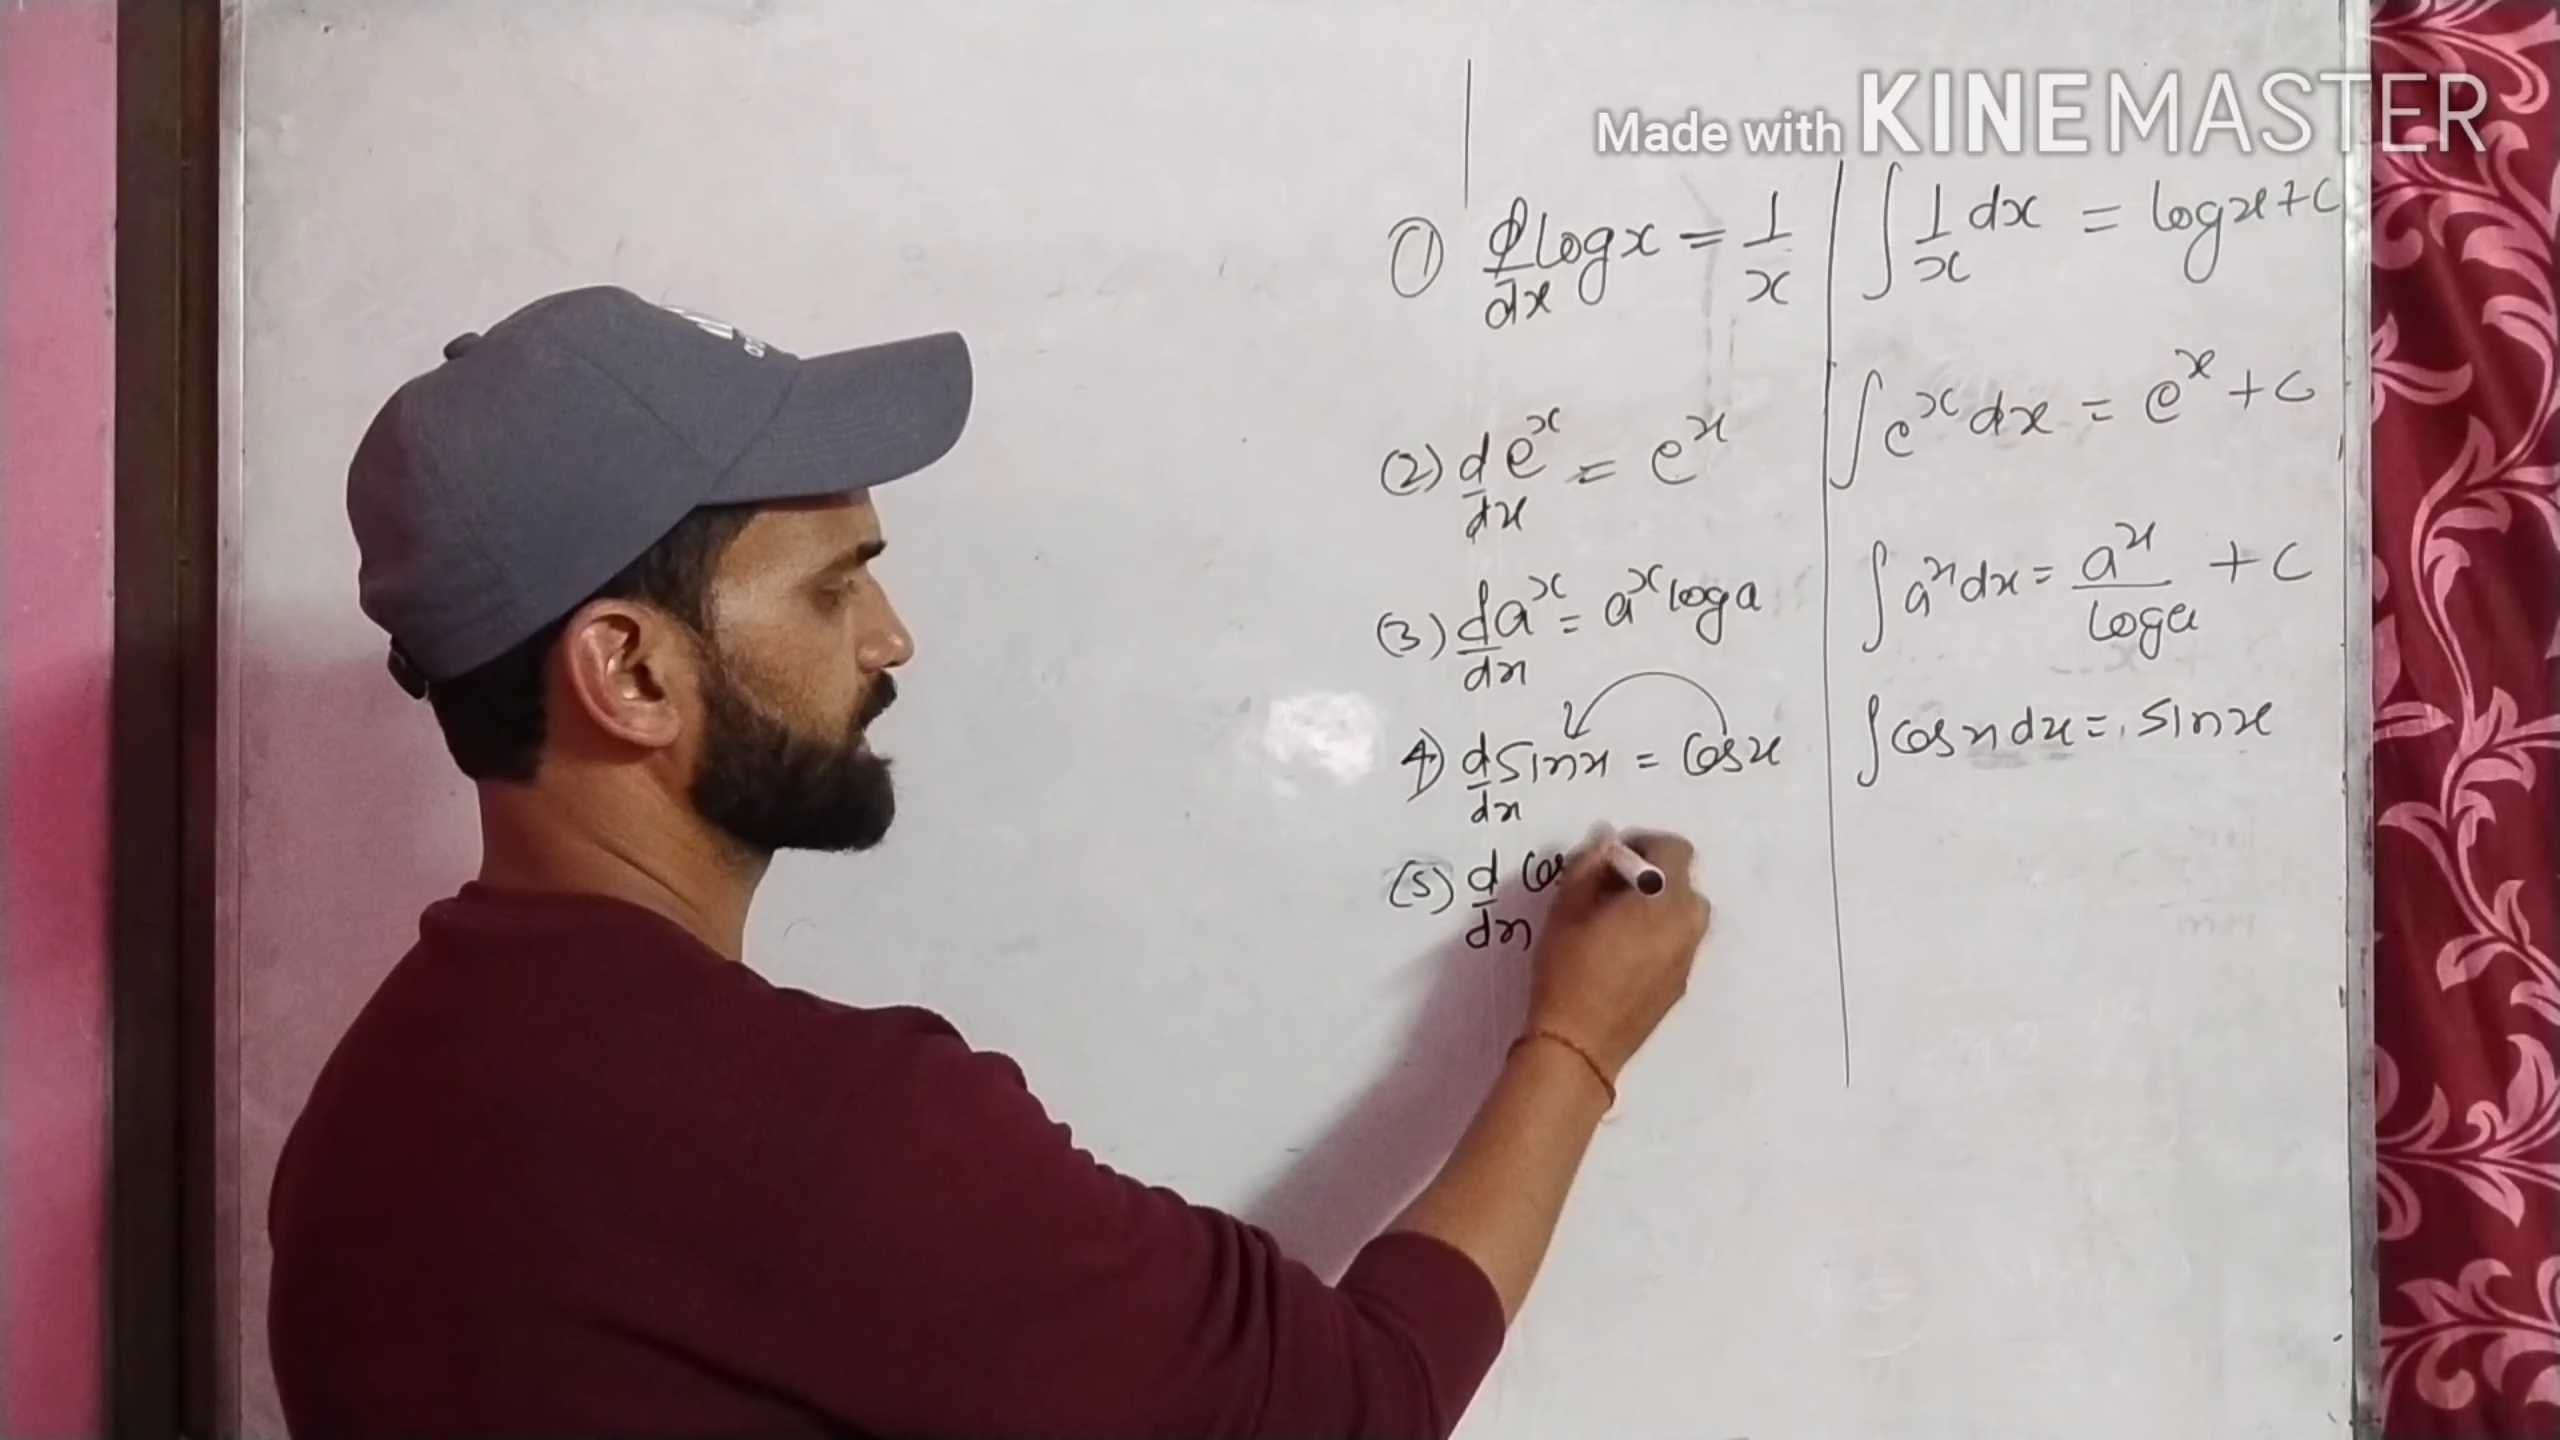 Made with KINEMASTER
① d/dx log x = 1/x | ∫ 1/x dx = log x + c
(2) d/dx e^x = e^x | ∫ e^x dx = e^x + c
(3) d/dx a^x = a^x log a | ∫ a^x dx = a^x / log a + c
4) d/dx sin x = cos x | ∫ cos x dx = sin x
(5) d/dx cos